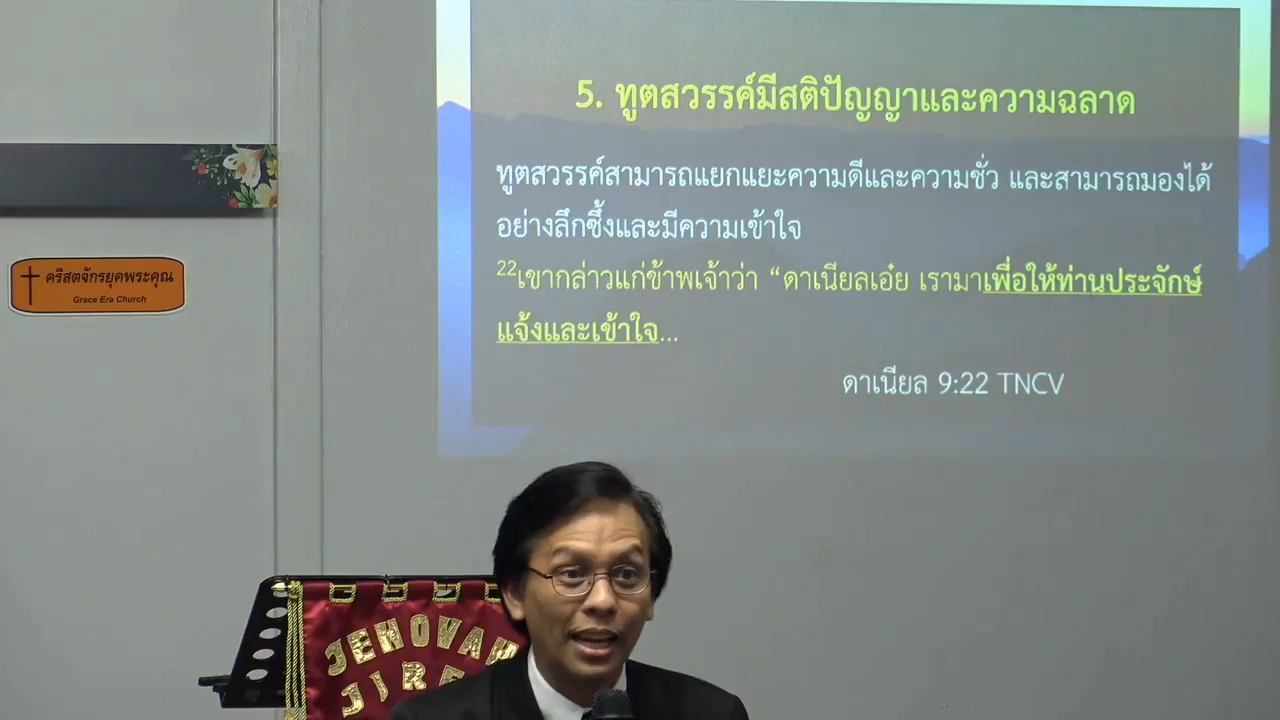 5. ทูตสวรรค์มีสติปัญญาและความฉลาด
ทูตสวรรค์สามารถแยกแยะความดีและความชั่ว และสามารถมองได้
อย่างลึกซึ้งและมีความเข้าใจ
²²เขากล่าวแก่ข้าพเจ้าว่า “ดาเนียลเอ๋ย เรามาเพื่อให้ท่านประจักษ์
แจ้งและเข้าใจ...
ดาเนียล 9:22 TNCV
คริสตจักรยุคพระคุณ
Grace Era Church
JEHOVAH